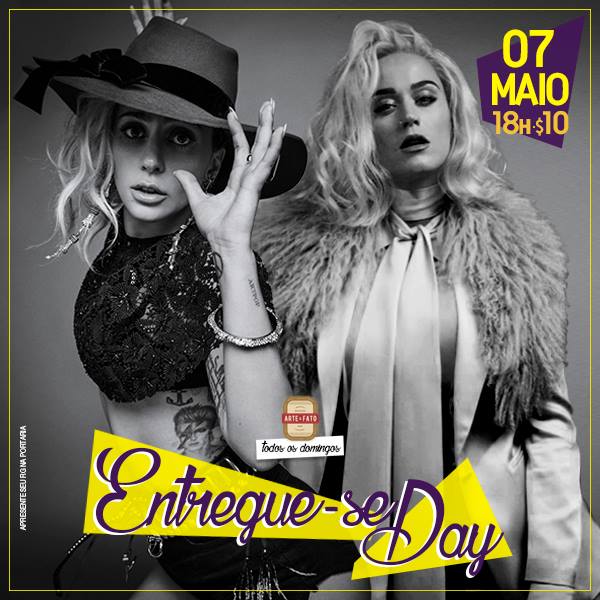 07
MAIO
18H·$10
ARTE & FATO
todos os domingos
Entregue-se
Day
APRESENTE SEU RG NA PORTARIA